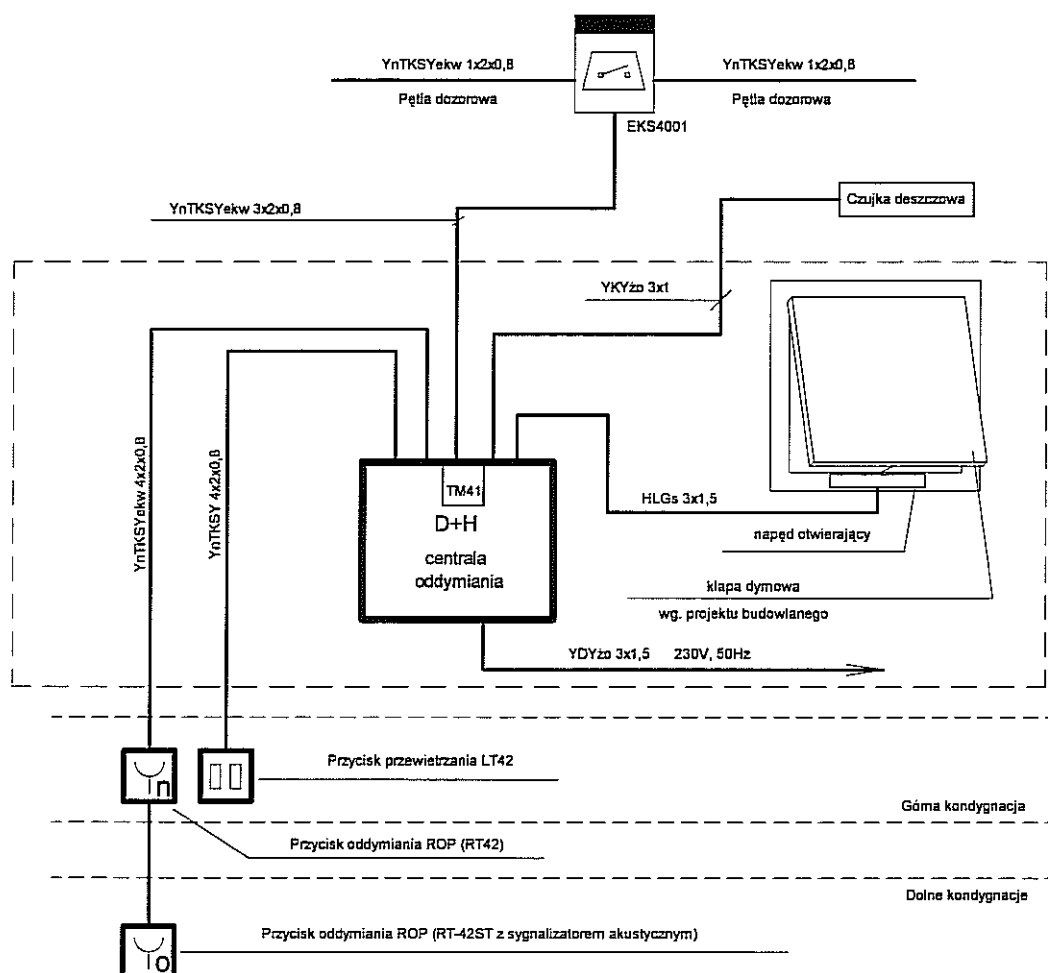 YnTKSYekw 1x2x0,8
YnTKSYekw 1x2x0,8
Pętla dozorowa
Pętla dozorowa
EKS4001
YnTKSYekw 3x2x0,8
Czujka deszczowa
YKYżo 3x1
YnTKSYekw 4x2x0,8
YnTKSY 4x2x0,8
TM41
D+H
centrala
oddymiania
HLGs 3x1,5
napęd otwierający
klapa dymowa
wg. projektu budowlanego
YDYżo 3x1,5 230V, 50Hz
n
Przycisk przewietrzania LT42
Górna kondygnacja
Przycisk oddymiania ROP (RT42)
Dolne kondygnacje
Przycisk oddymiania ROP (RT-42ST z sygnalizatorem akustycznym)
o